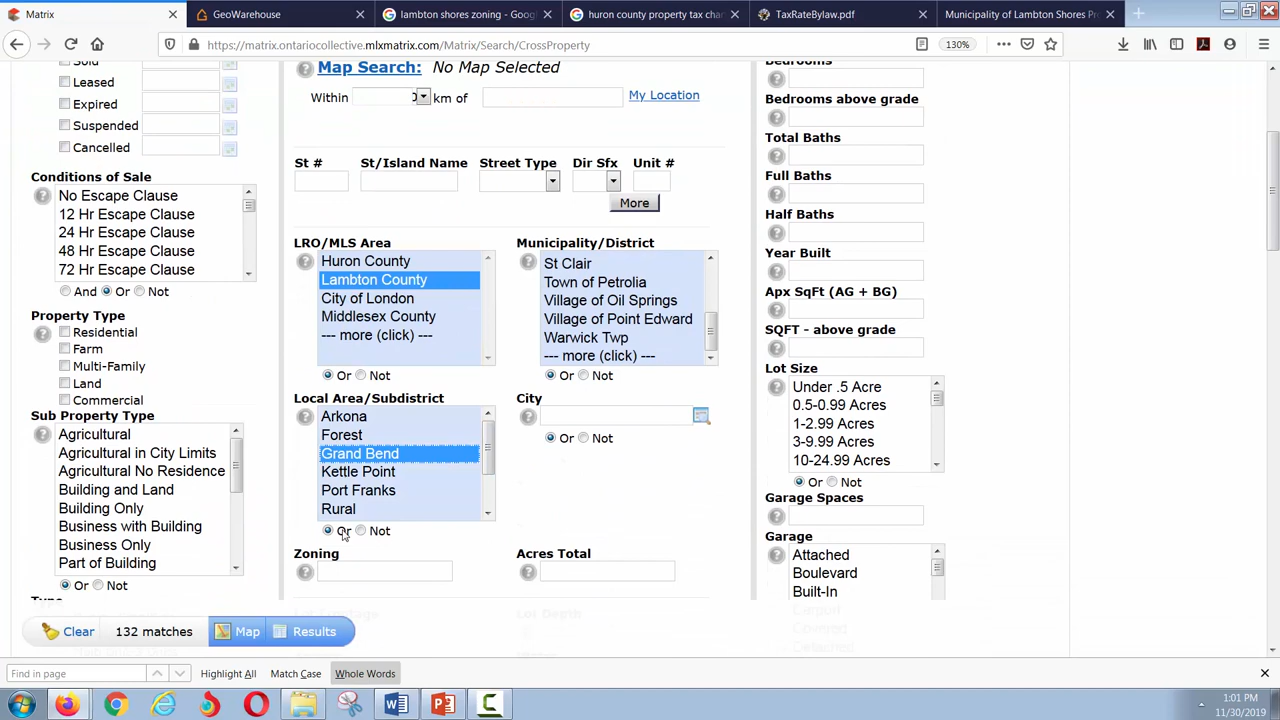 Matrix
GeoWarehouse
lambton shores zoning - Goog
huron county property tax char
TaxRateBylaw.pdf
Municipality of Lambton Shores Pro
https://matrix.ontariocollective.mlxmatrix.com/Matrix/Search/CrossProperty
130%
Sold
Leased
Expired
Suspended
Cancelled
Conditions of Sale
No Escape Clause
12 Hr Escape Clause
24 Hr Escape Clause
48 Hr Escape Clause
72 Hr Escape Clause
And Or Not
Property Type
Residential
Farm
Multi-Family
Land
Commercial
Sub Property Type
Agricultural
Agricultural in City Limits
Agricultural No Residence
Building and Land
Building Only
Business with Building
Business Only
Part of Building
Or Not
Type
Map Search: No Map Selected
Within 0 km of My Location
St # St/Island Name Street Type Dir Sfx Unit #
More
LRO/MLS Area
Huron County
Lambton County
City of London
Middlesex County
--- more (click) ---
Or Not
Municipality/District
St Clair
Town of Petrolia
Village of Oil Springs
Village of Point Edward
Warwick Twp
--- more (click) ---
Or Not
Local Area/Subdistrict
Arkona
Forest
Grand Bend
Kettle Point
Port Franks
Rural
Or Not
City
Or Not
Zoning
Acres Total
Lot Frontage
Lot Depth
Bedrooms
Bedrooms above grade
Total Baths
Full Baths
Half Baths
Year Built
Apx SqFt (AG + BG)
SQFT - above grade
Lot Size
Under .5 Acre
0.5-0.99 Acres
1-2.99 Acres
3-9.99 Acres
10-24.99 Acres
Or Not
Garage Spaces
Garage
Attached
Boulevard
Built-In
Carport
Covered
Detached
Clear 132 matches Map Results
Find in page Highlight All Match Case Whole Words
1:01 PM
11/30/2019